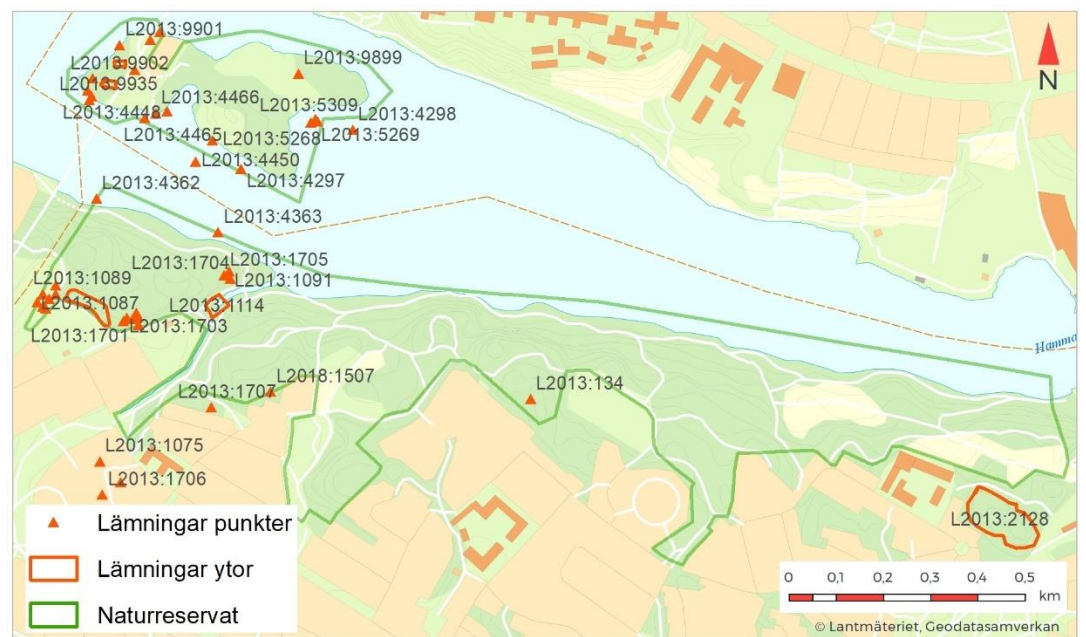 L2013:9901
L2013:9902
L2013:9899
L2013:9935
L2013:4466
L2013:5309
L2013:4298
L2013:4448
L2013:4465
L2013:5268
L2013:5269
L2013:4450
L2013:4297
L2013:4362
L2013:4363
L2013:1704
L2013:1705
L2013:1089
L2013:1091
L2013:1087
L2013:1114
L2013:1701
L2013:1703
L2013:1707
L2018:1507
L2013:134
L2013:1075
L2013:1706
L2013:2128
N
Hamma
Lämningar punkter
Lämningar ytor
Naturreservat
0 0,1 0,2 0,3 0,4 0,5
km
© Lantmäteriet, Geodatasamverkan